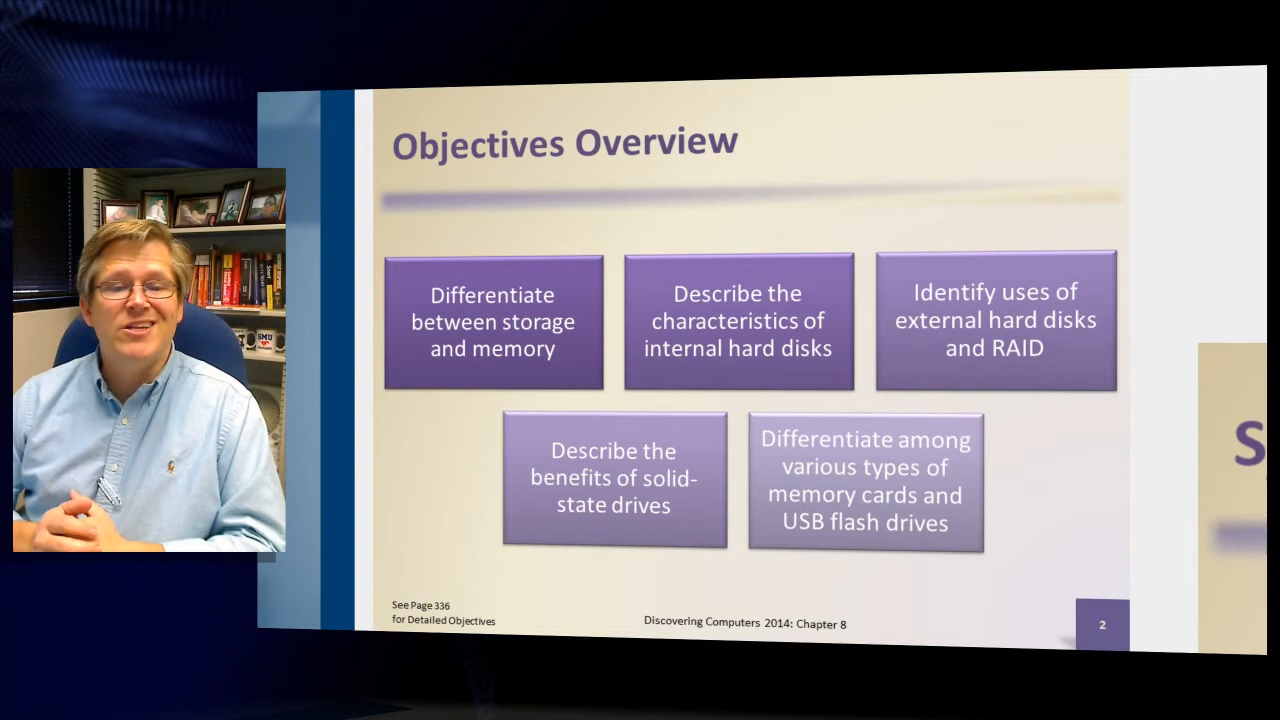 Objectives Overview
Differentiate
between storage
and memory
Describe the
characteristics of
internal hard disks
Identify uses of
external hard disks
and RAID
Describe the
benefits of solid-
state drives
Differentiate among
various types of
memory cards and
USB flash drives
See Page 336
for Detailed Objectives
Discovering Computers 2014: Chapter 8
2
S
SMU